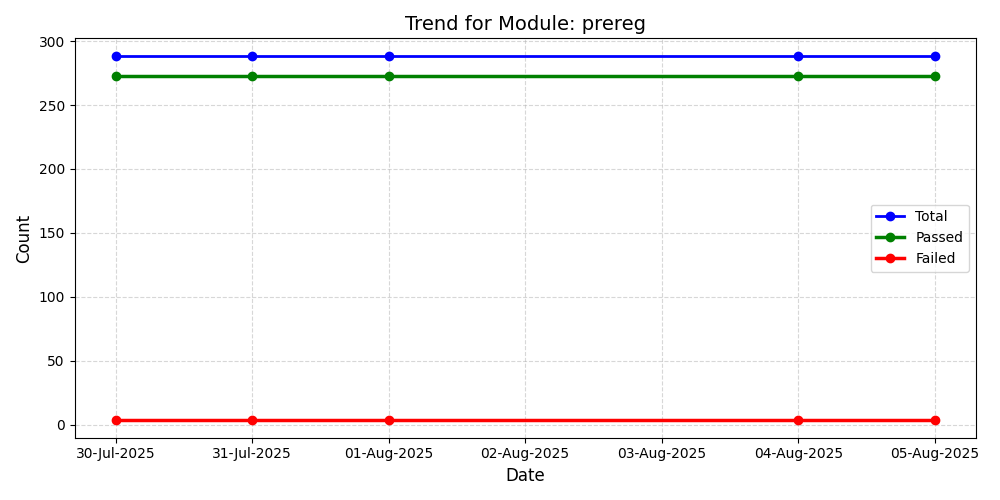 Trend for Module: prereg
300
250
200
150
100
50
0
Count
Total
Passed
Failed
30-Jul-2025 31-Jul-2025 01-Aug-2025 02-Aug-2025 03-Aug-2025 04-Aug-2025 05-Aug-2025
Date